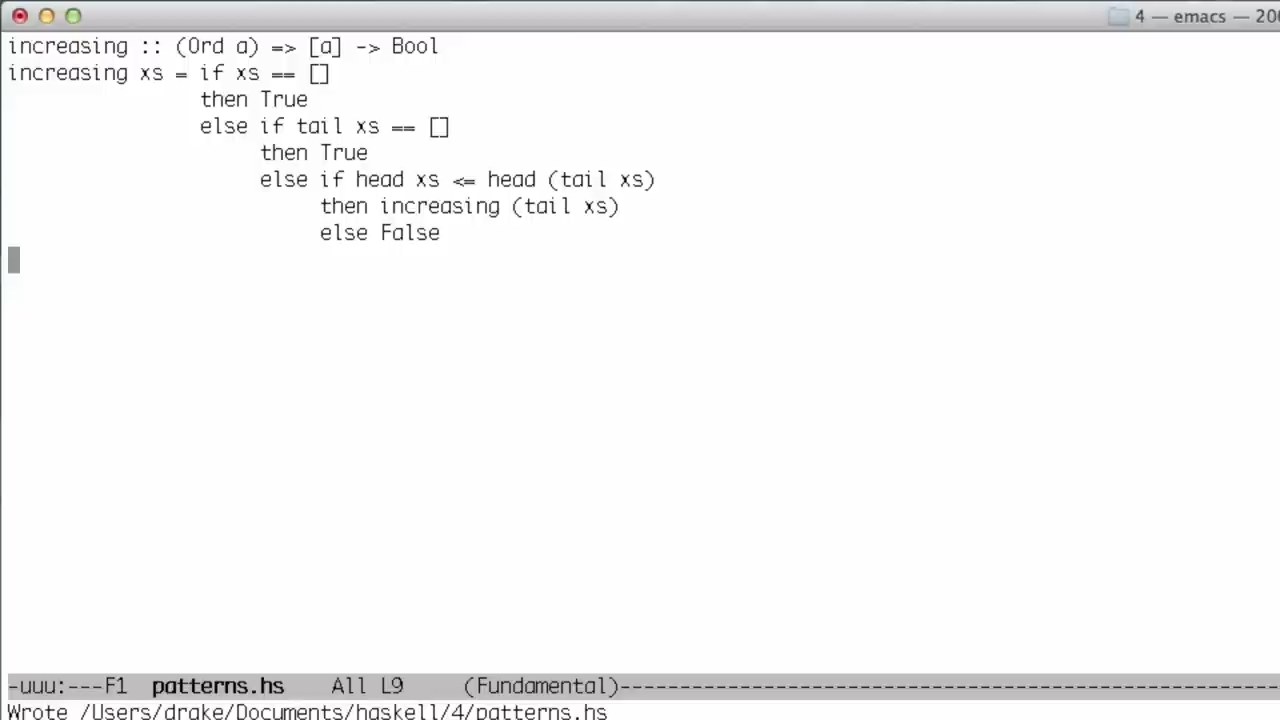 4 — emacs — 200
increasing :: (Ord a) => [a] -> Bool
increasing xs = if xs == []
                then True
                else if tail xs == []
                     then True
                     else if head xs <= head (tail xs)
                          then increasing (tail xs)
                          else False
-uuu:---F1  patterns.hs    All L9     (Fundamental)-------------------------------------------------------
Wrote /Users/drake/Documents/haskell/4/patterns.hs